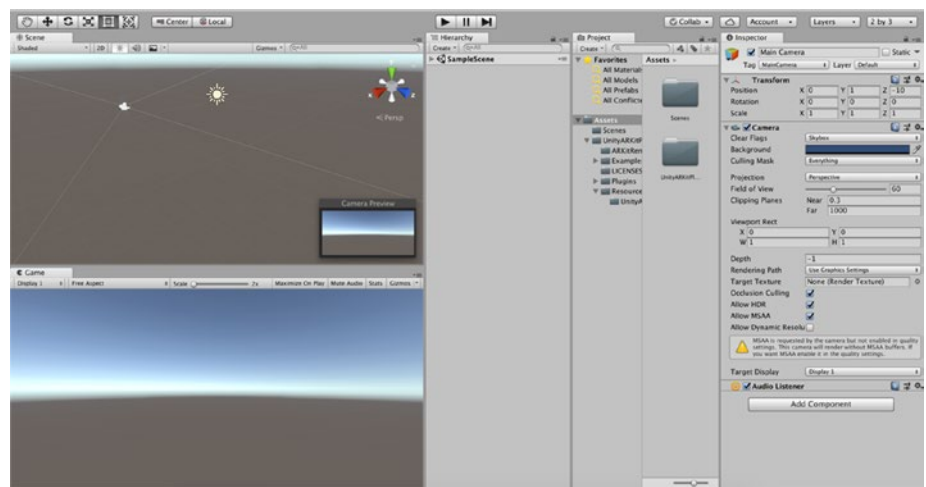 Center Local Collab Account Layers 2 by 3
Scene
Shaded 2D Gizmos
Persp
Camera Preview
Game
Display 1 Free Aspect Scale 2x Maximize On Play Mute Audio Stats Gizmos
Hierarchy
Create
SampleScene
Project
Create
Favorites
All Material
All Models
All Prefabs
All Conflict
Assets
Scenes
UnityARKitP
ARKitRen
Example
LICENSES
Plugins
Resource
UnityA
Assets
Scenes
UnityARKitPl...
Inspector
Main Camera Static
Tag MainCamera Layer Default
Transform
Position X 0 Y 1 Z -10
Rotation X 0 Y 0 Z 0
Scale X 1 Y 1 Z 1
Camera
Clear Flags Skybox
Background
Culling Mask Everything
Projection Perspective
Field of View 60
Clipping Planes Near 0.3
Far 1000
Viewport Rect
X 0 Y 0
W 1 H 1
Depth -1
Rendering Path Use Graphics Settings
Target Texture None (Render Texture)
Occlusion Culling
Allow HDR
Allow MSAA
Allow Dynamic Resolu
MSAA is requested by the camera but not enabled in quality
settings. This camera will render without MSAA buffers. If
you want MSAA enable it in the quality settings.
Target Display Display 1
Audio Listener
Add Component